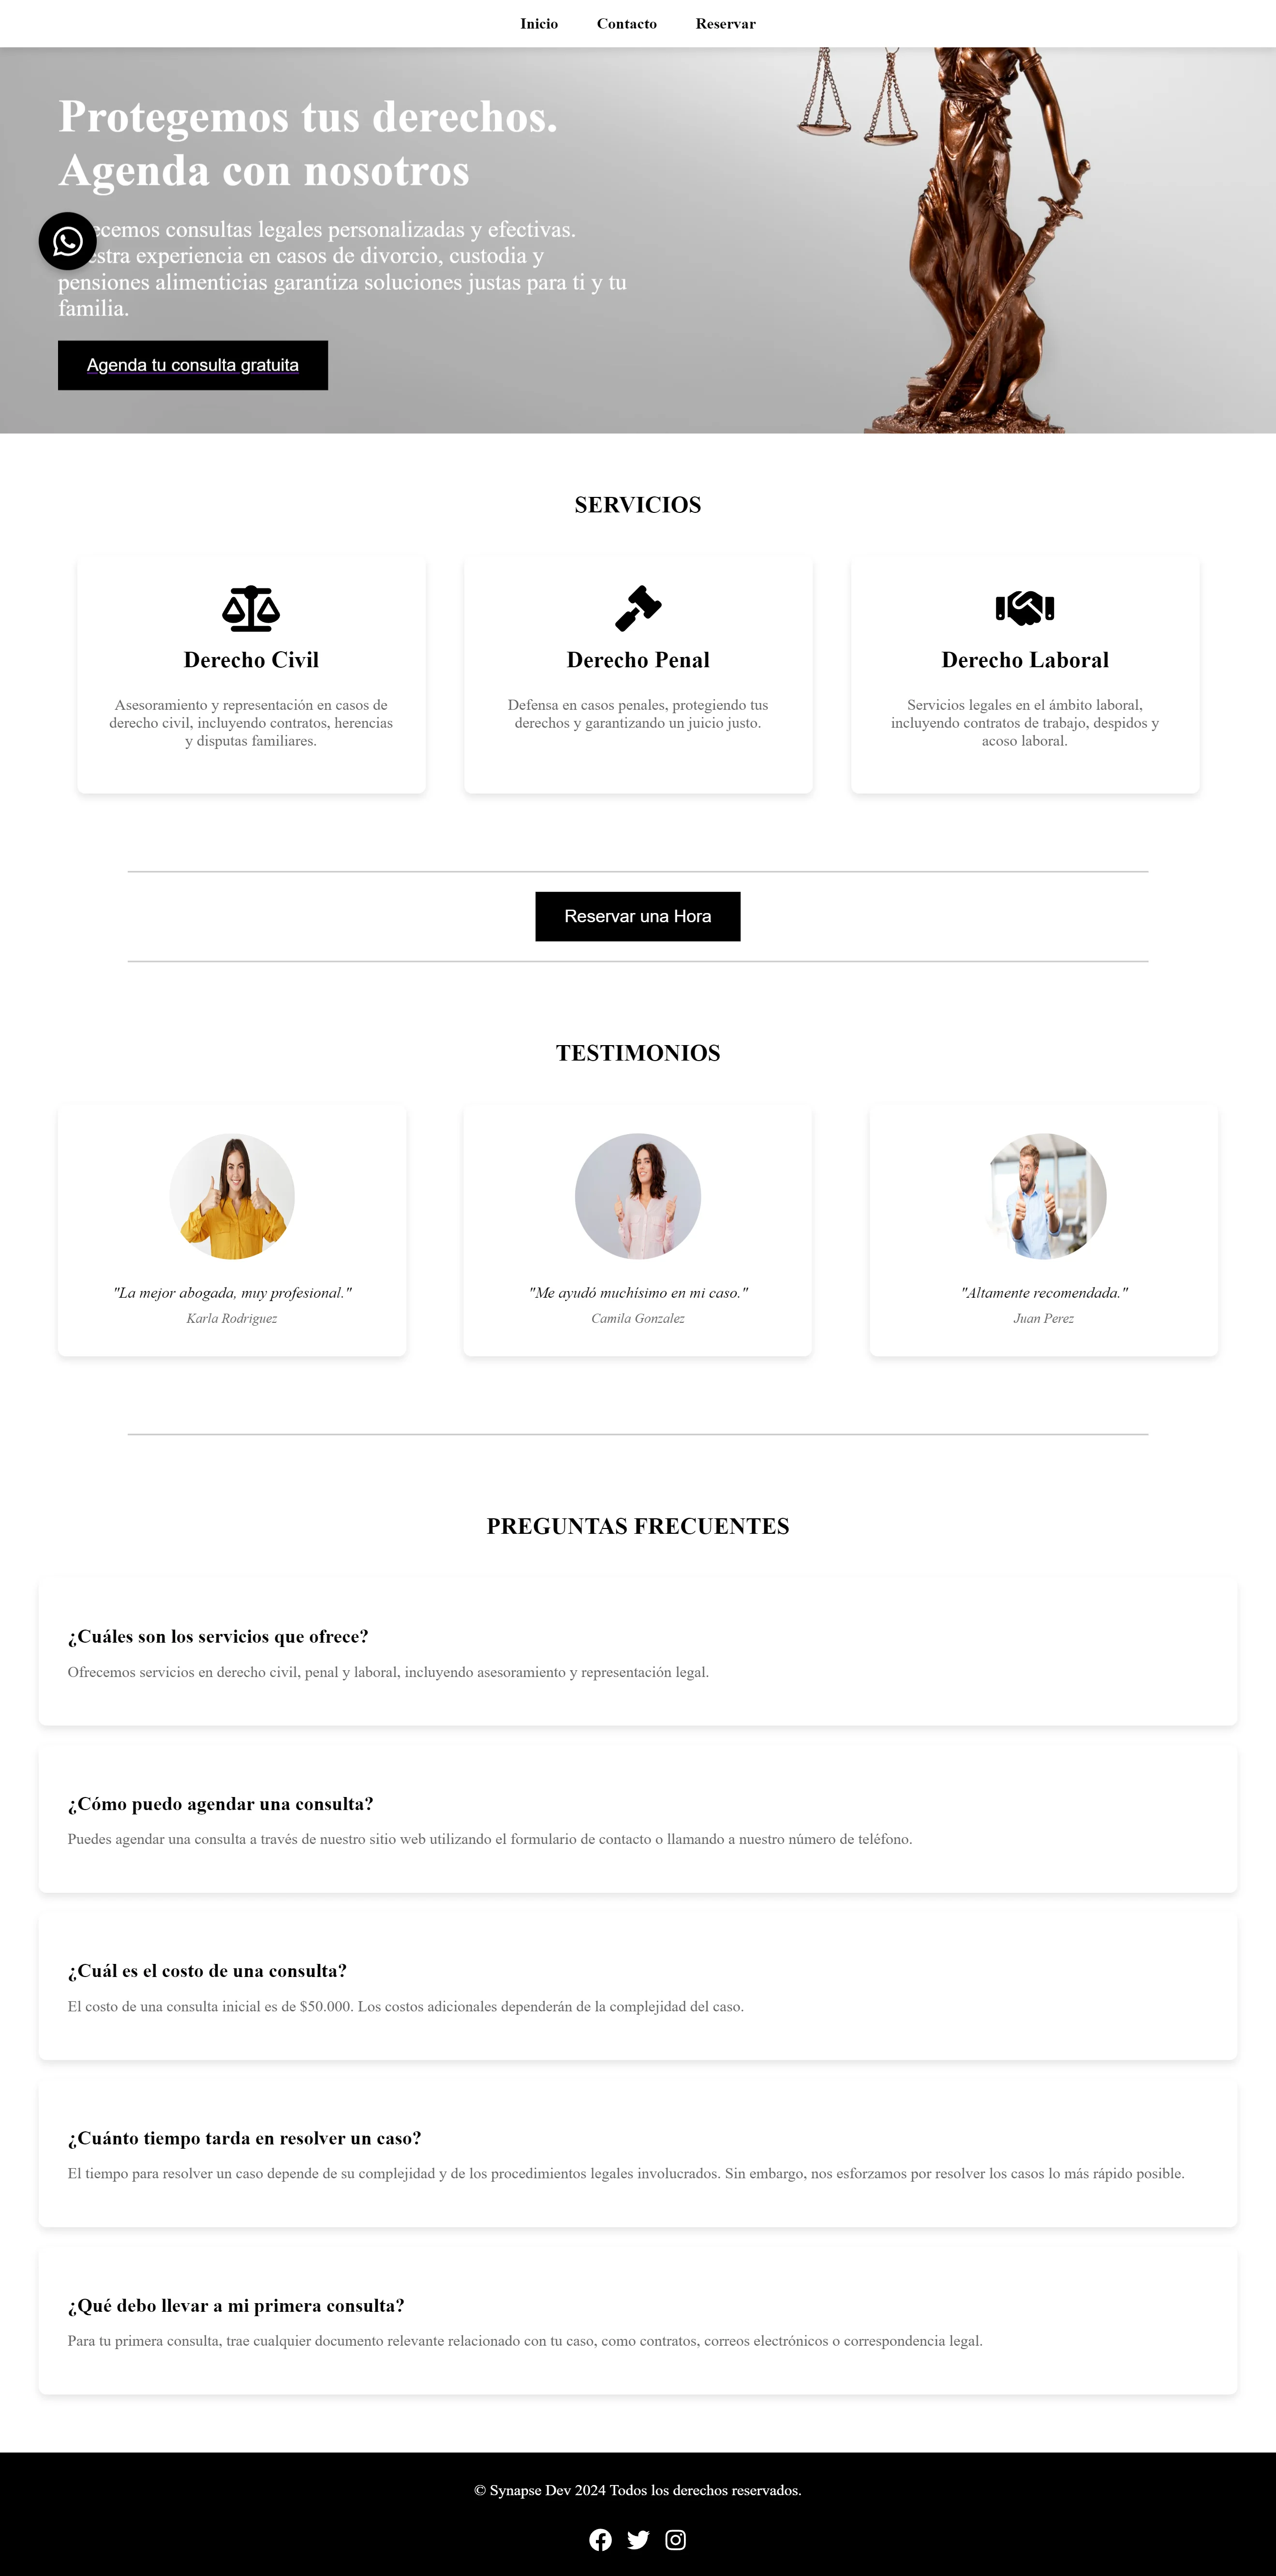 Inicio Contacto Reservar
Protegemos tus derechos.
Agenda con nosotros
consultas legales personalizadas y efectivas.
experiencia en casos de divorcio, custodia y
pensiones alimenticias garantiza soluciones justas para ti y tu
familia.
Agenda tu consulta gratuita
SERVICIOS
Derecho Civil
Asesoramiento y representación en casos de
derecho civil, incluyendo contratos, herencias
y disputas familiares.
Derecho Penal
Defensa en casos penales, protegiendo tus
derechos y garantizando un juicio justo.
Derecho Laboral
Servicios legales en el ámbito laboral,
incluyendo contratos de trabajo, despidos y
acoso laboral.
Reservar una Hora
TESTIMONIOS
"La mejor abogada, muy profesional."
Karla Rodriguez
"Me ayudó muchísimo en mi caso."
Camila Gonzalez
"Altamente recomendada."
Juan Perez
PREGUNTAS FRECUENTES
¿Cuáles son los servicios que ofrece?
Ofrecemos servicios en derecho civil, penal y laboral, incluyendo asesoramiento y representación legal.
¿Cómo puedo agendar una consulta?
Puedes agendar una consulta a través de nuestro sitio web utilizando el formulario de contacto o llamando a nuestro número de teléfono.
¿Cuál es el costo de una consulta?
El costo de una consulta inicial es de $50.000. Los costos adicionales dependerán de la complejidad del caso.
¿Cuánto tiempo tarda en resolver un caso?
El tiempo para resolver un caso depende de su complejidad y de los procedimientos legales involucrados. Sin embargo, nos esforzamos por resolver los casos lo más rápido posible.
¿Qué debo llevar a mi primera consulta?
Para tu primera consulta, trae cualquier documento relevante relacionado con tu caso, como contratos, correos electrónicos o correspondencia legal.
© Synapse Dev 2024 Todos los derechos reservados.